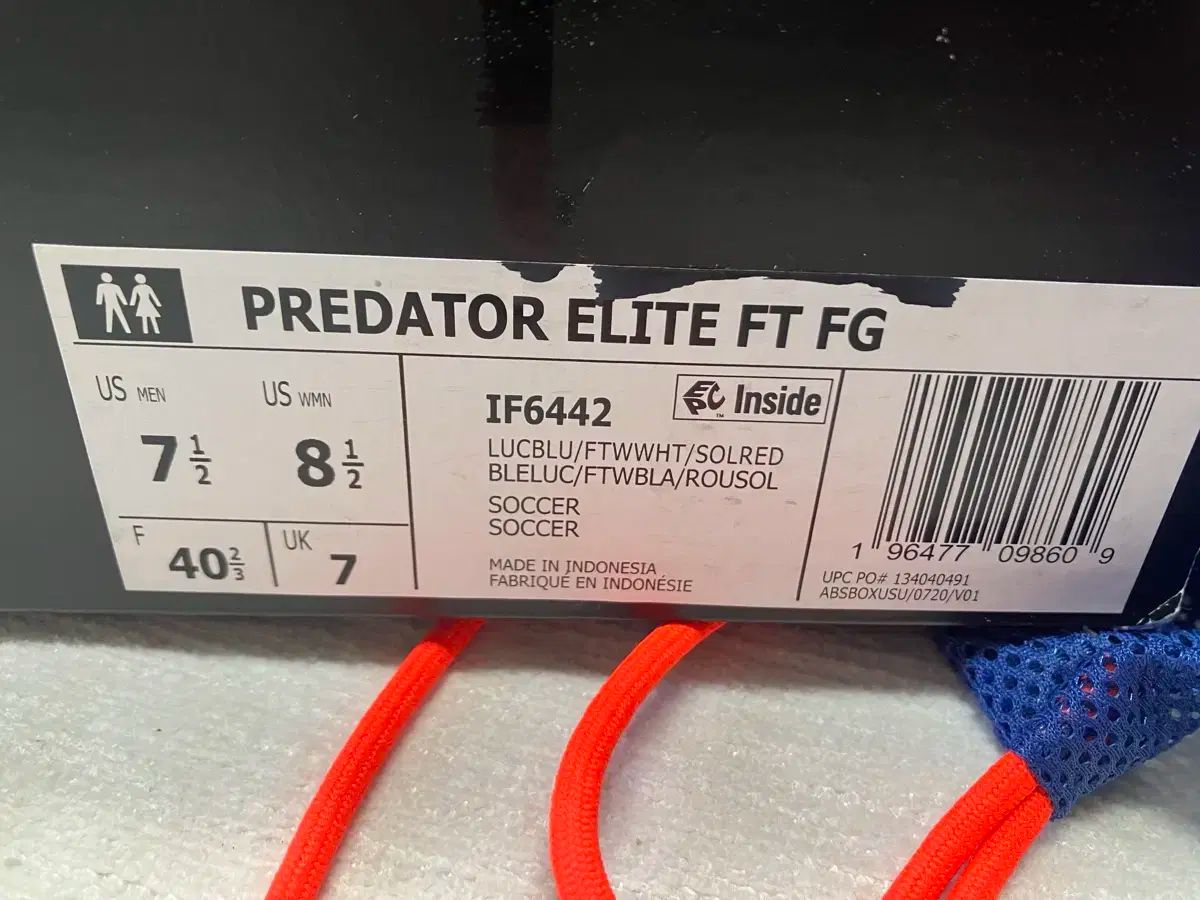 PREDATOR ELITE FT FG
US MEN
7 1/2
US WMN
8 1/2
F
40 2/3
UK
7
IF6442
EPC™ Inside
LUCBLU/FTWWHT/SOLRED
BLELUC/FTWBLA/ROUSOL
SOCCER
SOCCER
MADE IN INDONESIA
FABRIQUÉ EN INDONÉSIE
1 96477 09860 9
UPC PO# 134040491
ABSBOXUSU/0720/V01